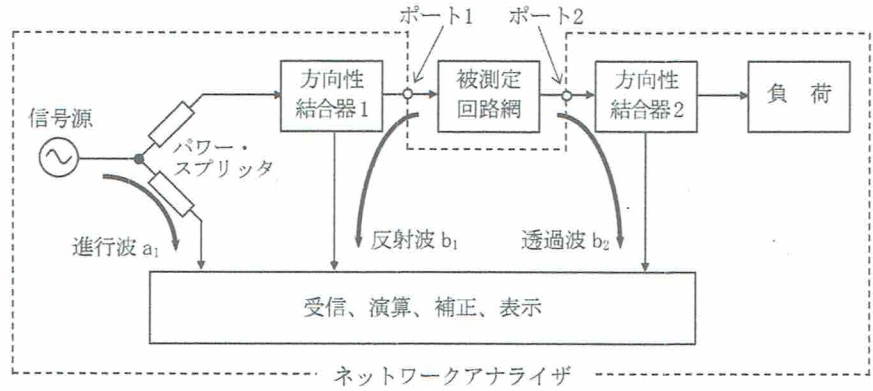 ポート1
ポート2
方向性
結合器1
被測定
回路網
方向性
結合器2
負 荷
信号源
パワー・
スプリッタ
進行波 a₁
反射波 b₁
透過波 b₂
受信、演算、補正、表示
ネットワークアナライザ